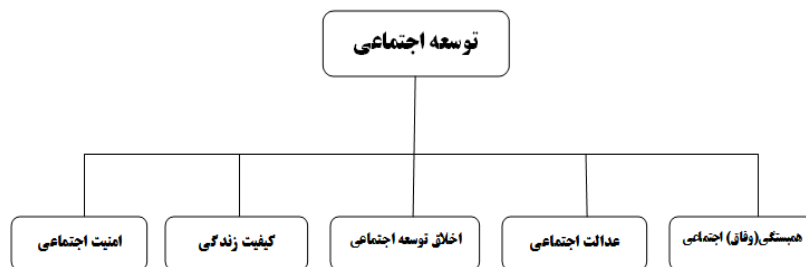 توسعه اجتماعی
همبستگی(وفاق) اجتماعی
عدالت اجتماعی
اخلاق توسعه اجتماعی
کیفیت زندگی
امنیت اجتماعی